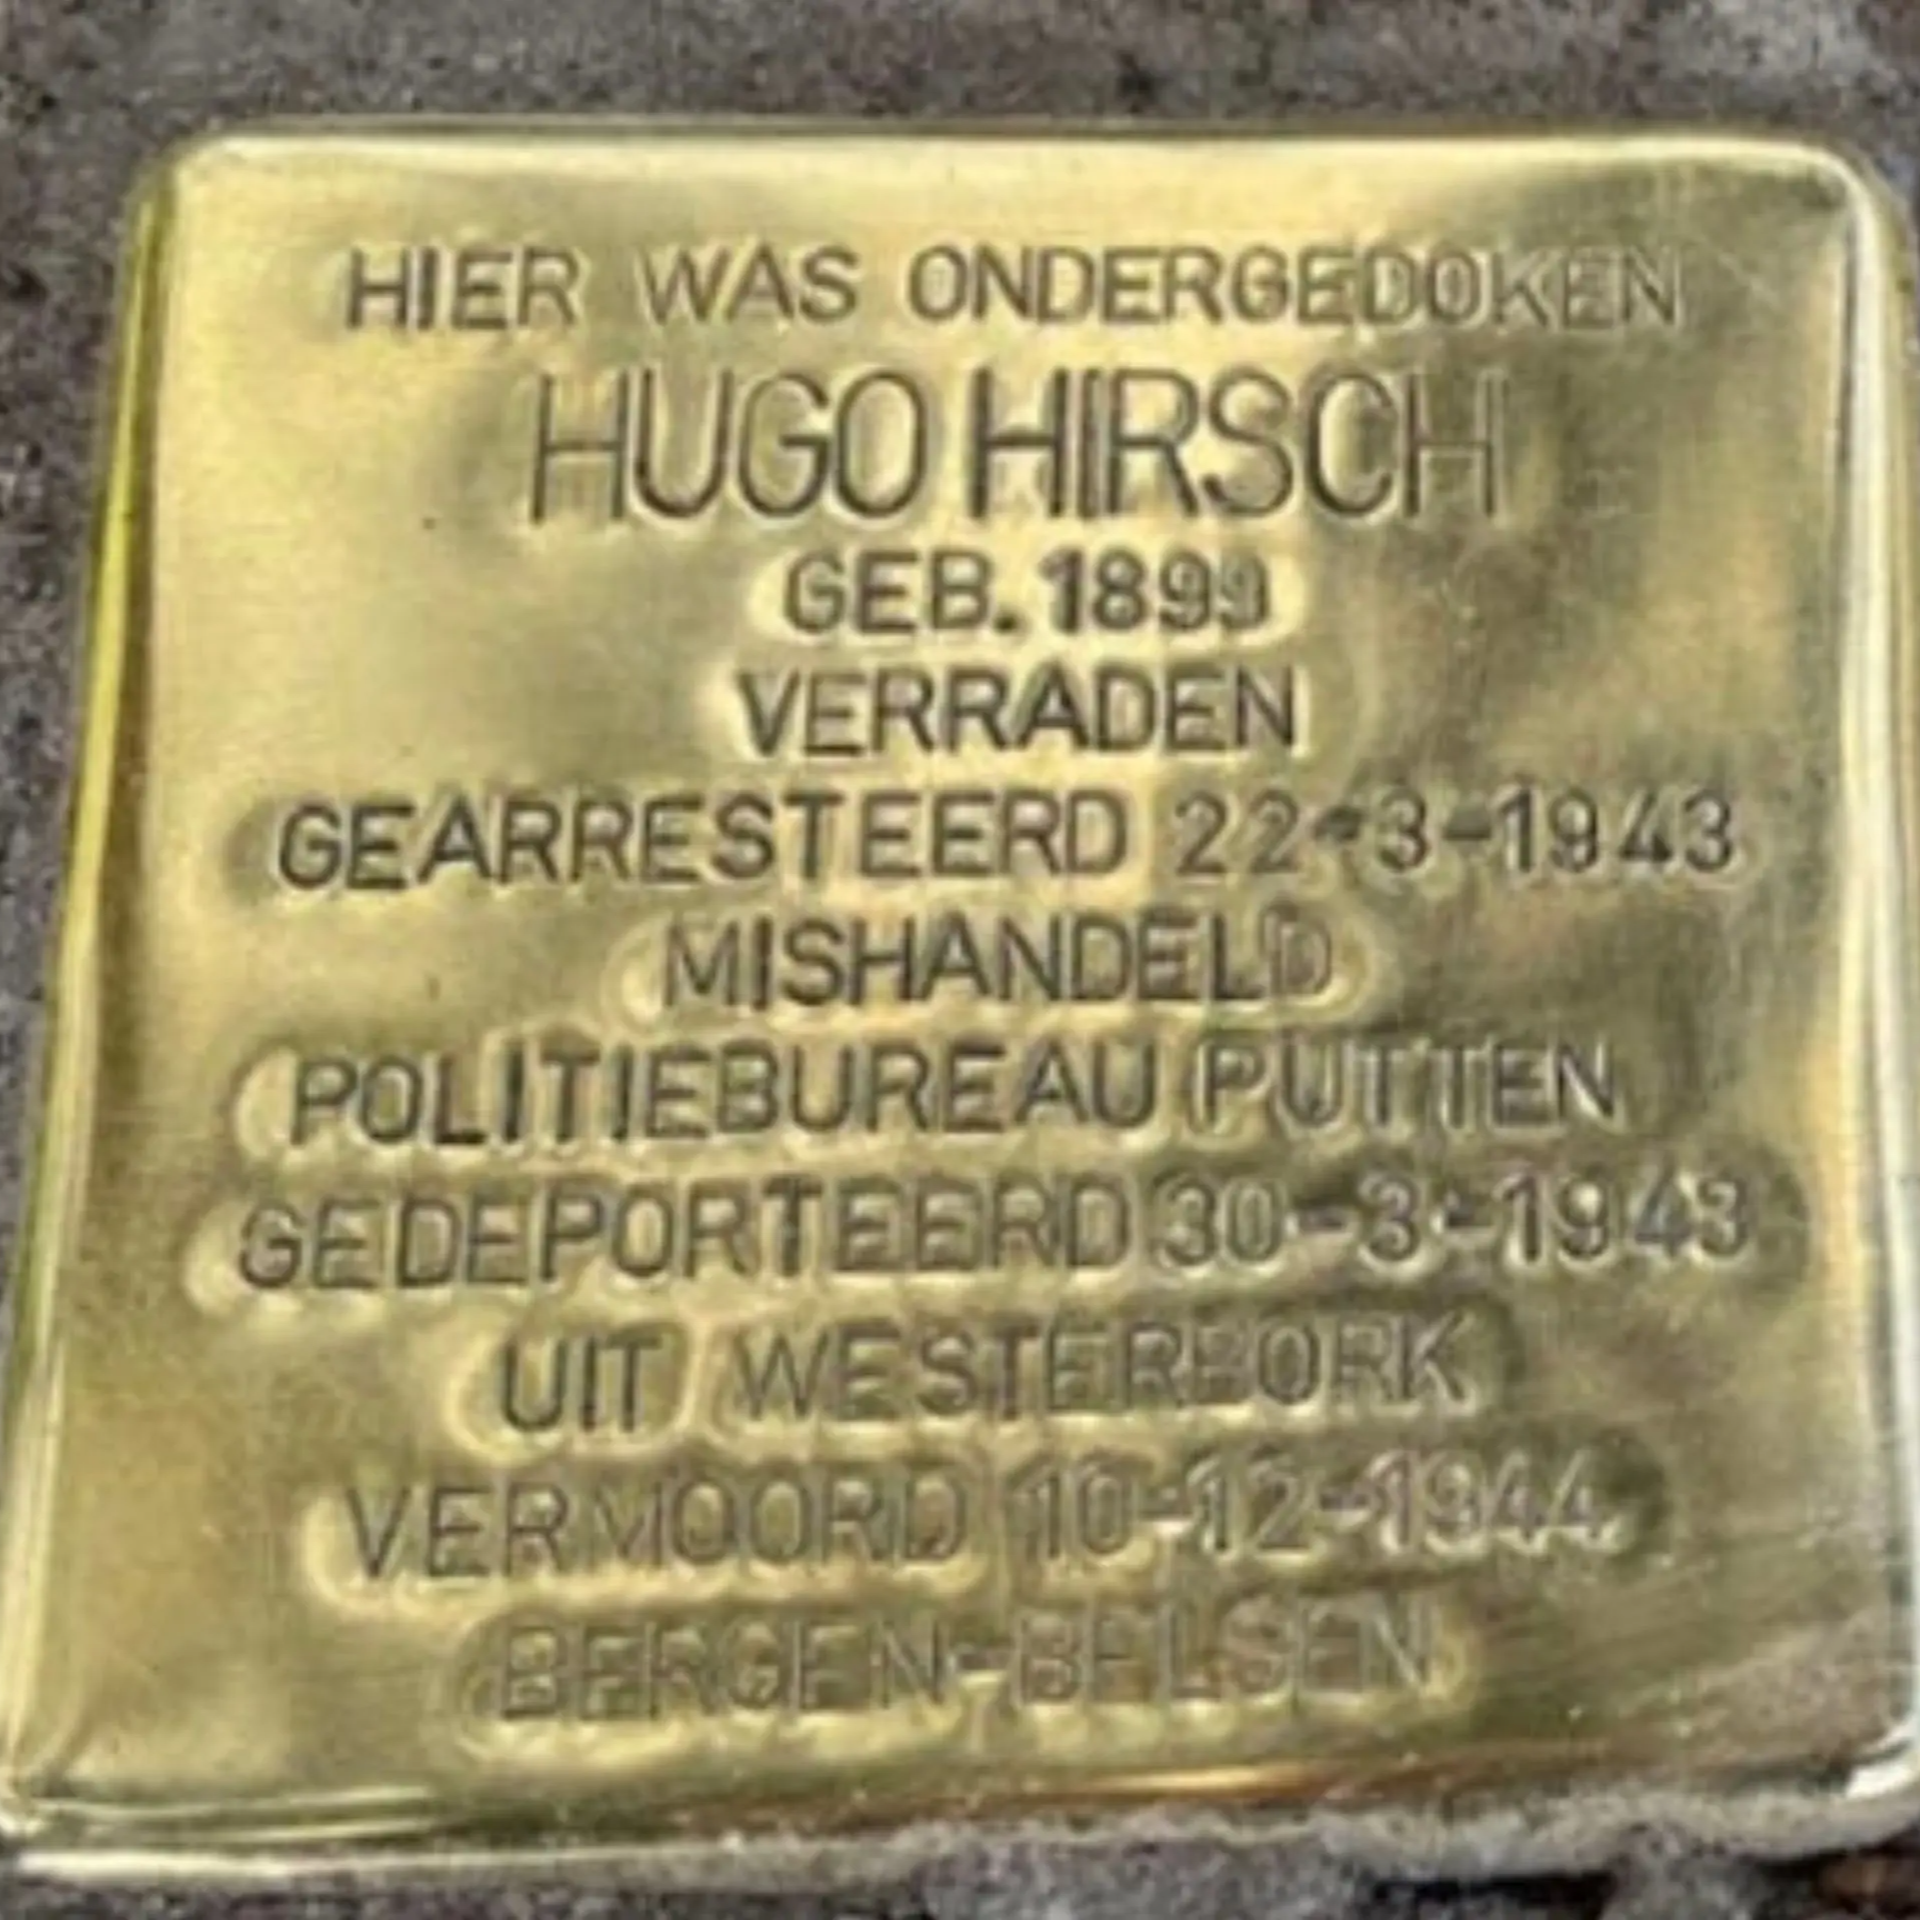 HIER WAS ONDERGEDOKEN
HUGO HIRSCH
GEB. 1899
VERRADEN
GEARRESTEERD 22-3-1943
MISHANDELD
POLITIEBUREAU PUTTEN
GEDEPORTEERD 30-3-1943
UIT WESTERBORK
VERMOORD 10-12-1944
BERGEN-BELSEN